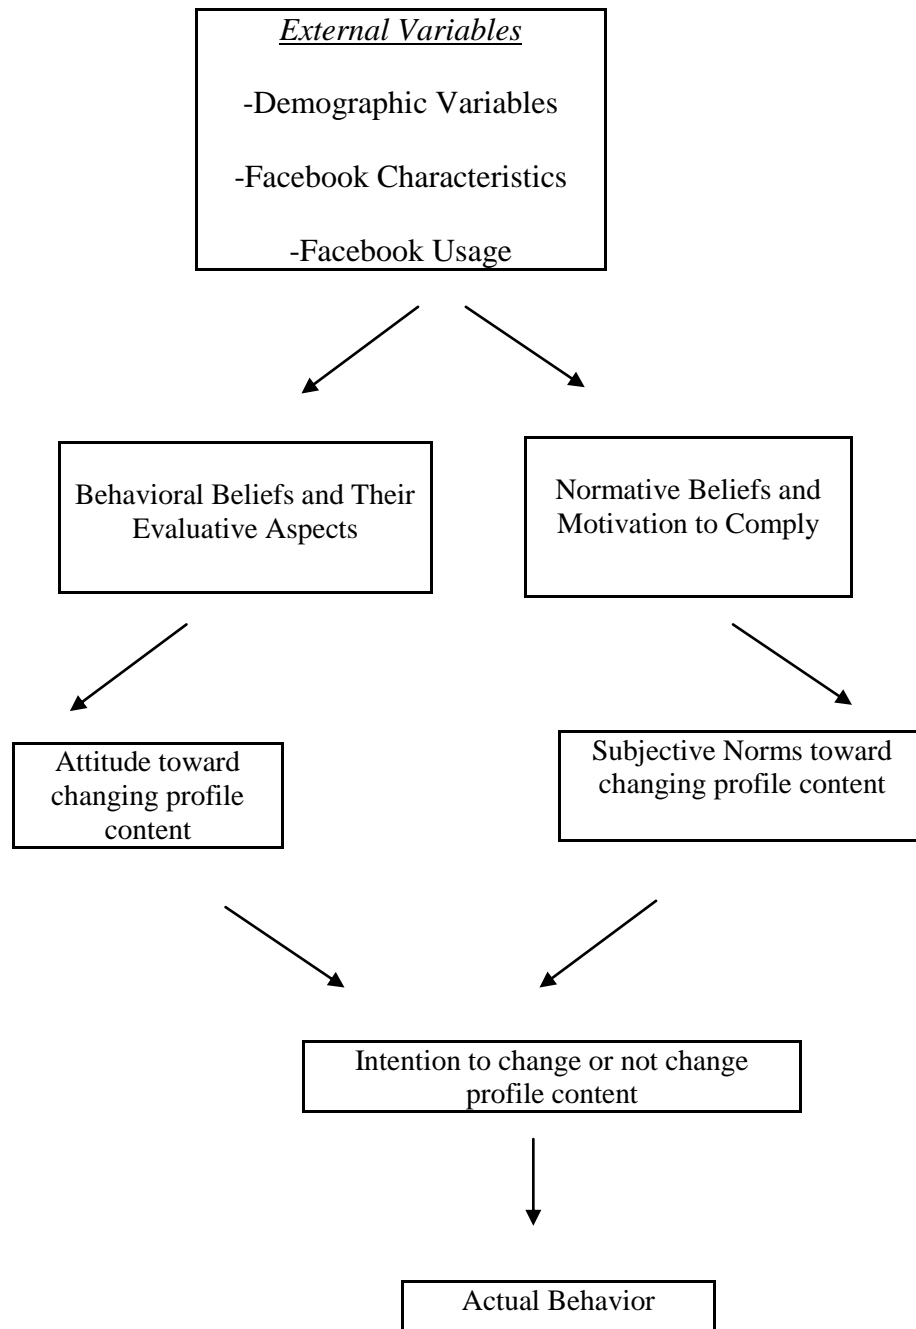 External Variables
-Demographic Variables
-Facebook Characteristics
-Facebook Usage
Behavioral Beliefs and Their
Evaluative Aspects
Normative Beliefs and
Motivation to Comply
Attitude toward
changing profile
content
Subjective Norms toward
changing profile content
Intention to change or not change
profile content
Actual Behavior